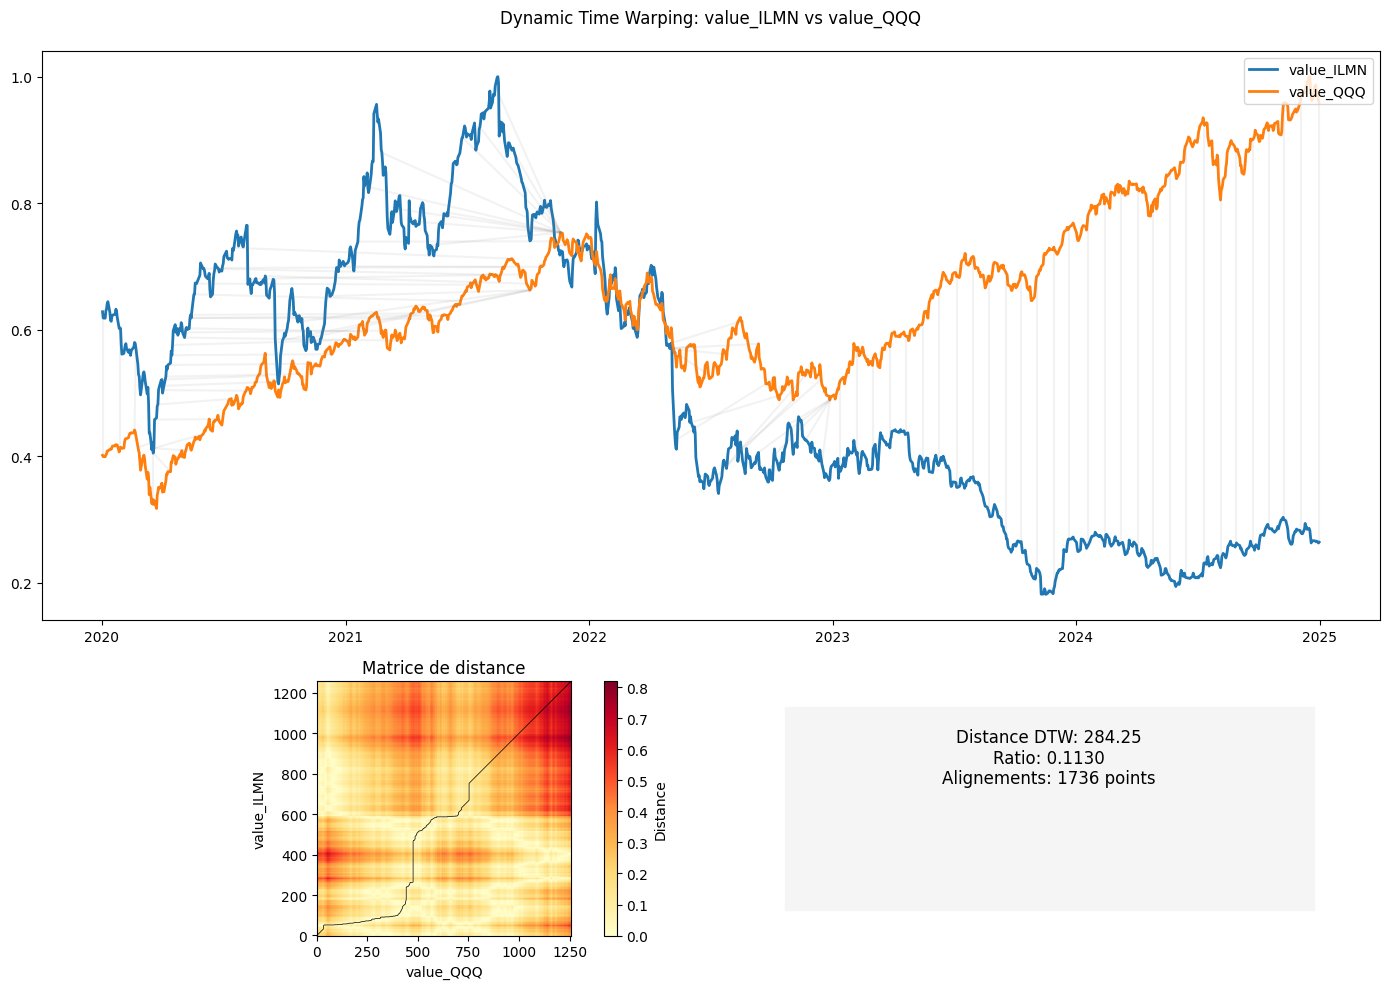 Dynamic Time Warping: value_ILMN vs value_QQQ
1.0
0.8
0.6
0.4
0.2
value_ILMN
value_QQQ
2020 2021 2022 2023 2024 2025
Matrice de distance
1200
1000
800
600
400
200
0
value_ILMN
0 250 500 750 1000 1250
value_QQQ
0.8
0.7
0.6
0.5
0.4
0.3
0.2
0.1
0.0
Distance
Distance DTW: 284.25
Ratio: 0.1130
Alignements: 1736 points